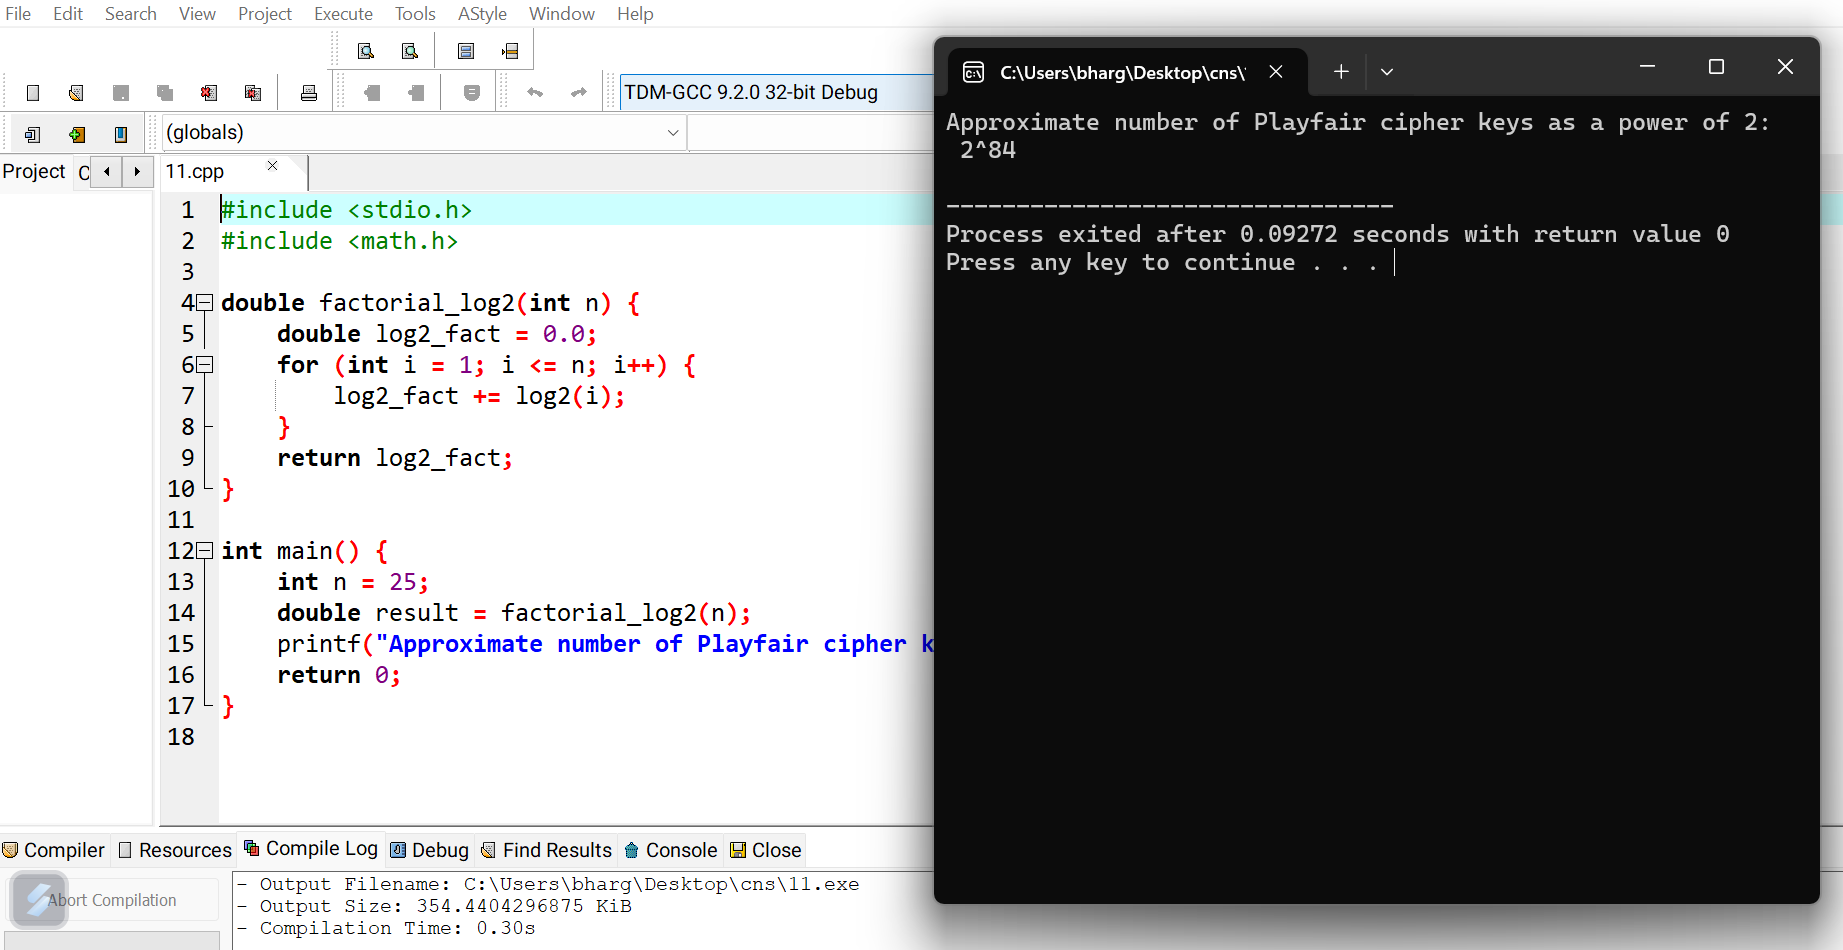 File Edit Search View Project Execute Tools AStyle Window Help
TDM-GCC 9.2.0 32-bit Debug
(globals)
Project C
11.cpp
1 #include <stdio.h>
2 #include <math.h>
3
4 double factorial_log2(int n) {
5 double log2_fact = 0.0;
6 for (int i = 1; i <= n; i++) {
7 log2_fact += log2(i);
8 }
9 return log2_fact;
10 }
11
12 int main() {
13 int n = 25;
14 double result = factorial_log2(n);
15 printf("Approximate number of Playfair cipher k
16 return 0;
17 }
18
Compiler Resources Compile Log Debug Find Results Console Close
Abort Compilation
- Output Filename: C:\Users\bharg\Desktop\cns\11.exe
- Output Size: 354.4404296875 KiB
- Compilation Time: 0.30s
C:\Users\bharg\Desktop\cns\
Approximate number of Playfair cipher keys as a power of 2:
2^84
--------------------------------
Process exited after 0.09272 seconds with return value 0
Press any key to continue . . .